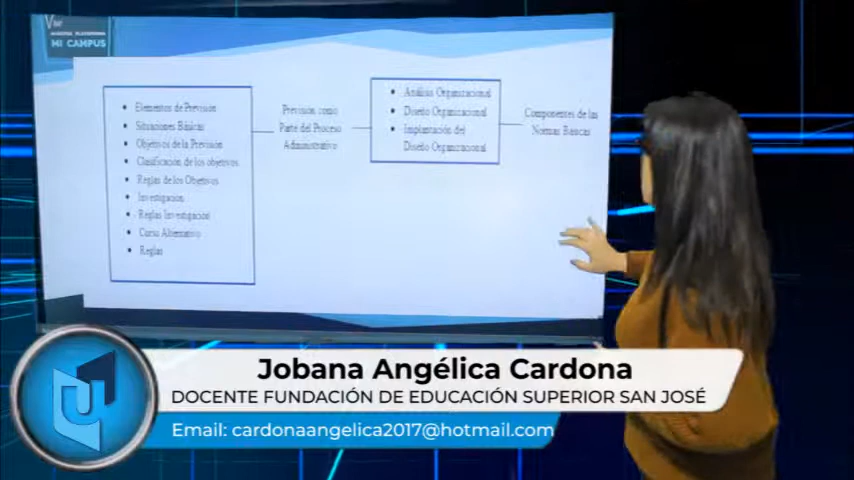 MI CAMPUS
Elementos de Previsión
Situaciones Básicas
Objetivos de la Previsión
Clasificación de los objetivos
Reglas de los Objetivos
Investigación
Reglas Investigación
Curso Alternativo
Reglas
Previsión como
Parte del Proceso
Administrativo
Análisis Organizacional
Diseño Organizacional
Implantación del
Diseño Organizacional
Componentes de las
Normas Básicas
Jobana Angélica Cardona
DOCENTE FUNDACIÓN DE EDUCACIÓN SUPERIOR SAN JOSÉ
Email: cardonaangelica2017@hotmail.com